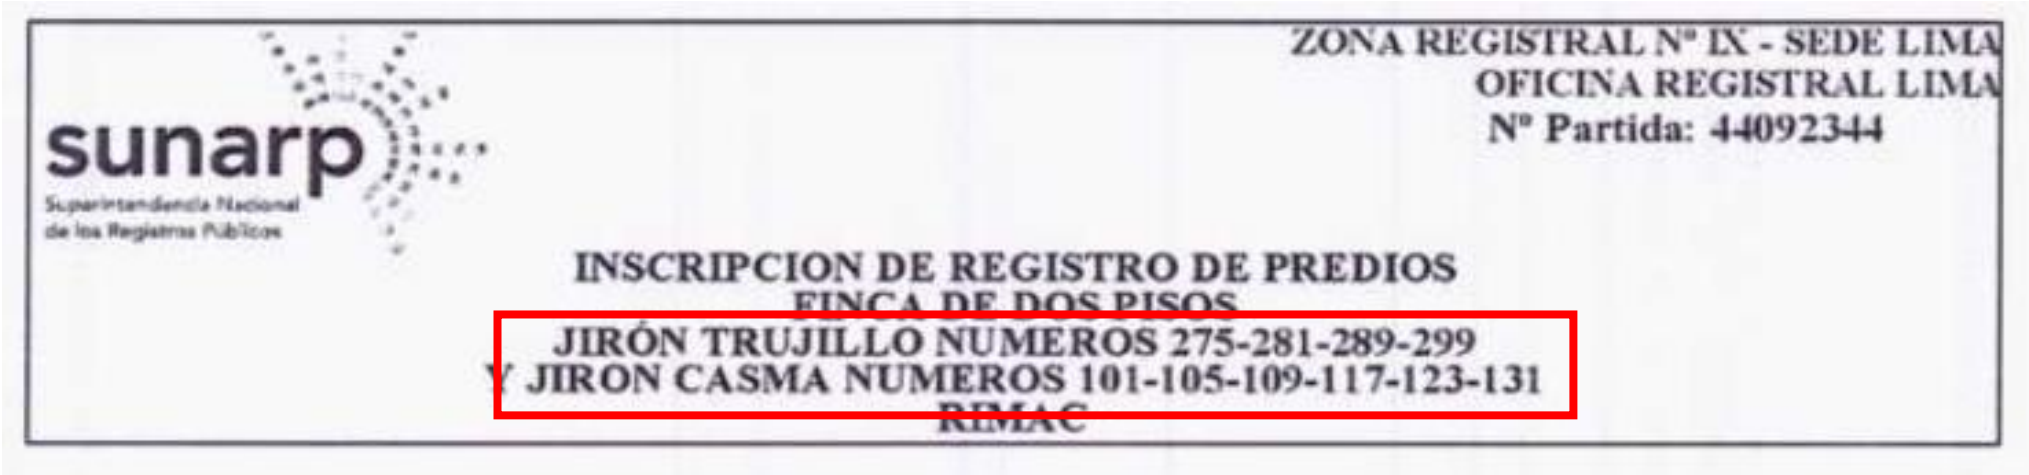 ZONA REGISTRAL Nº IX - SEDE LIMA
OFICINA REGISTRAL LIMA
Nº Partida: 44092344
sunarp
Superintendencia Nacional
de los Registros Públicos
INSCRIPCION DE REGISTRO DE PREDIOS
FINCA DE DOS PISOS
JIRÓN TRUJILLO NUMEROS 275-281-289-299
Y JIRON CASMA NUMEROS 101-105-109-117-123-131
RIMAC